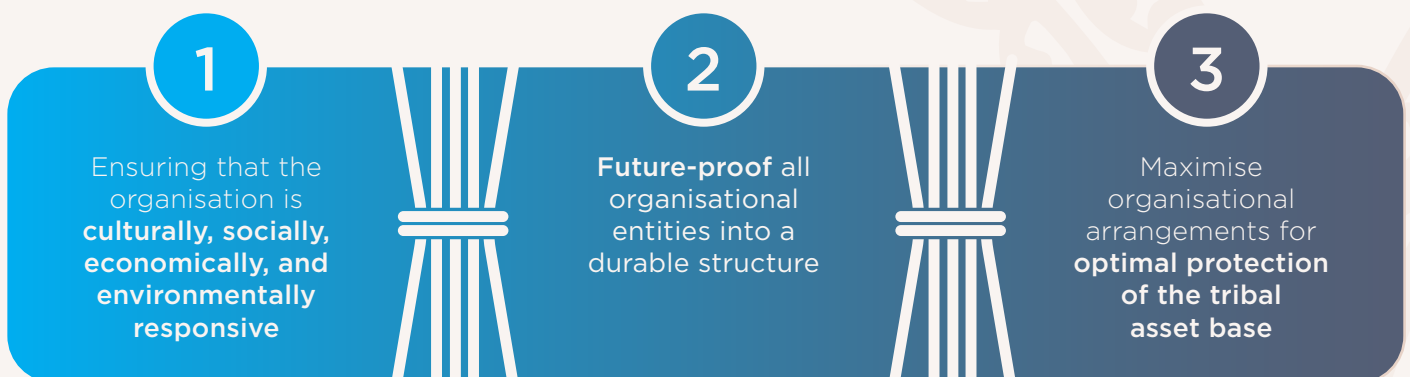 1
Ensuring that the
organisation is
culturally, socially,
economically, and
environmentally
responsive
2
Future-proof all
organisational
entities into a
durable structure
3
Maximise
organisational
arrangements for
optimal protection
of the tribal
asset base